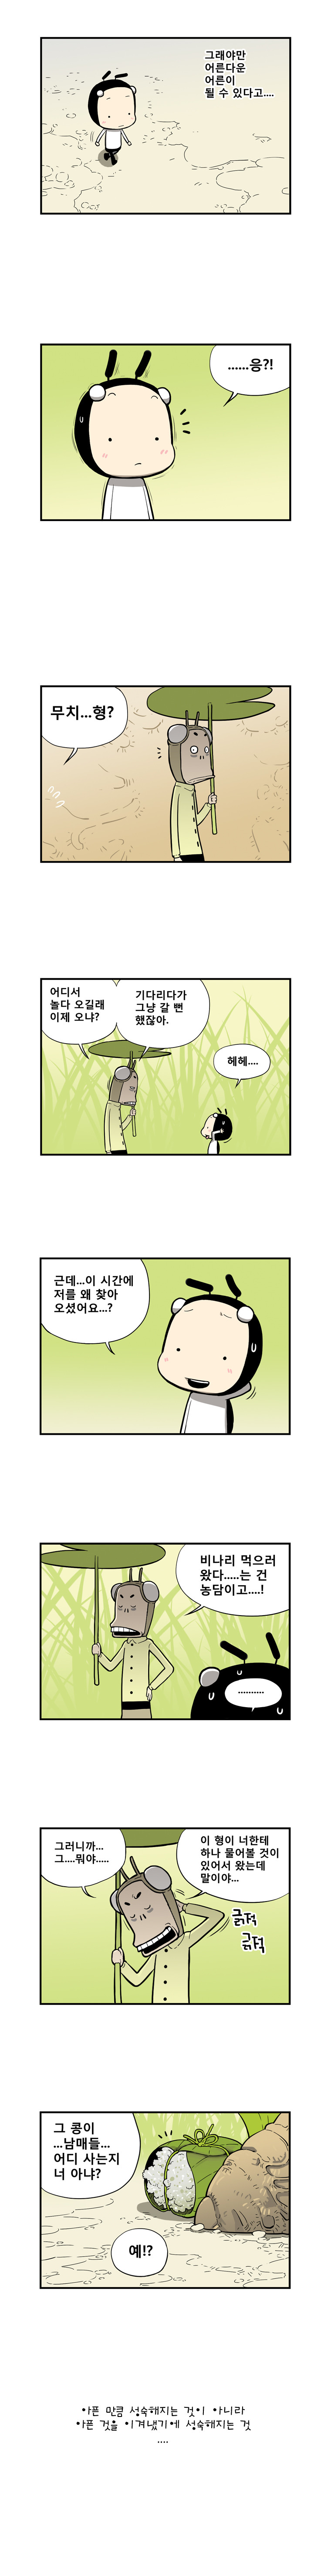 그래야만
어른다운
어른이
될 수 있다고....
......응?!
무치...형?
어디서
놀다 오길래
이제 오냐?
기다리다가
그냥 갈 뻔
했잖아.
헤헤....
근데...이 시간에
저를 왜 찾아
오셨어요...?
비나리 먹으러
왔다.....는 건
농담이고....!
..........
그러니까...
그....뭐야.....
이 형이 너한테
하나 물어볼 것이
있어서 왔는데
말이야...
긁적
긁적
그 콩이
...남매들...
어디 사는지
너 아냐?
예!?
아픈 만큼 성숙해지는 것이 아니라
아픈 것을 이겨냈기에 성숙해지는 것
....